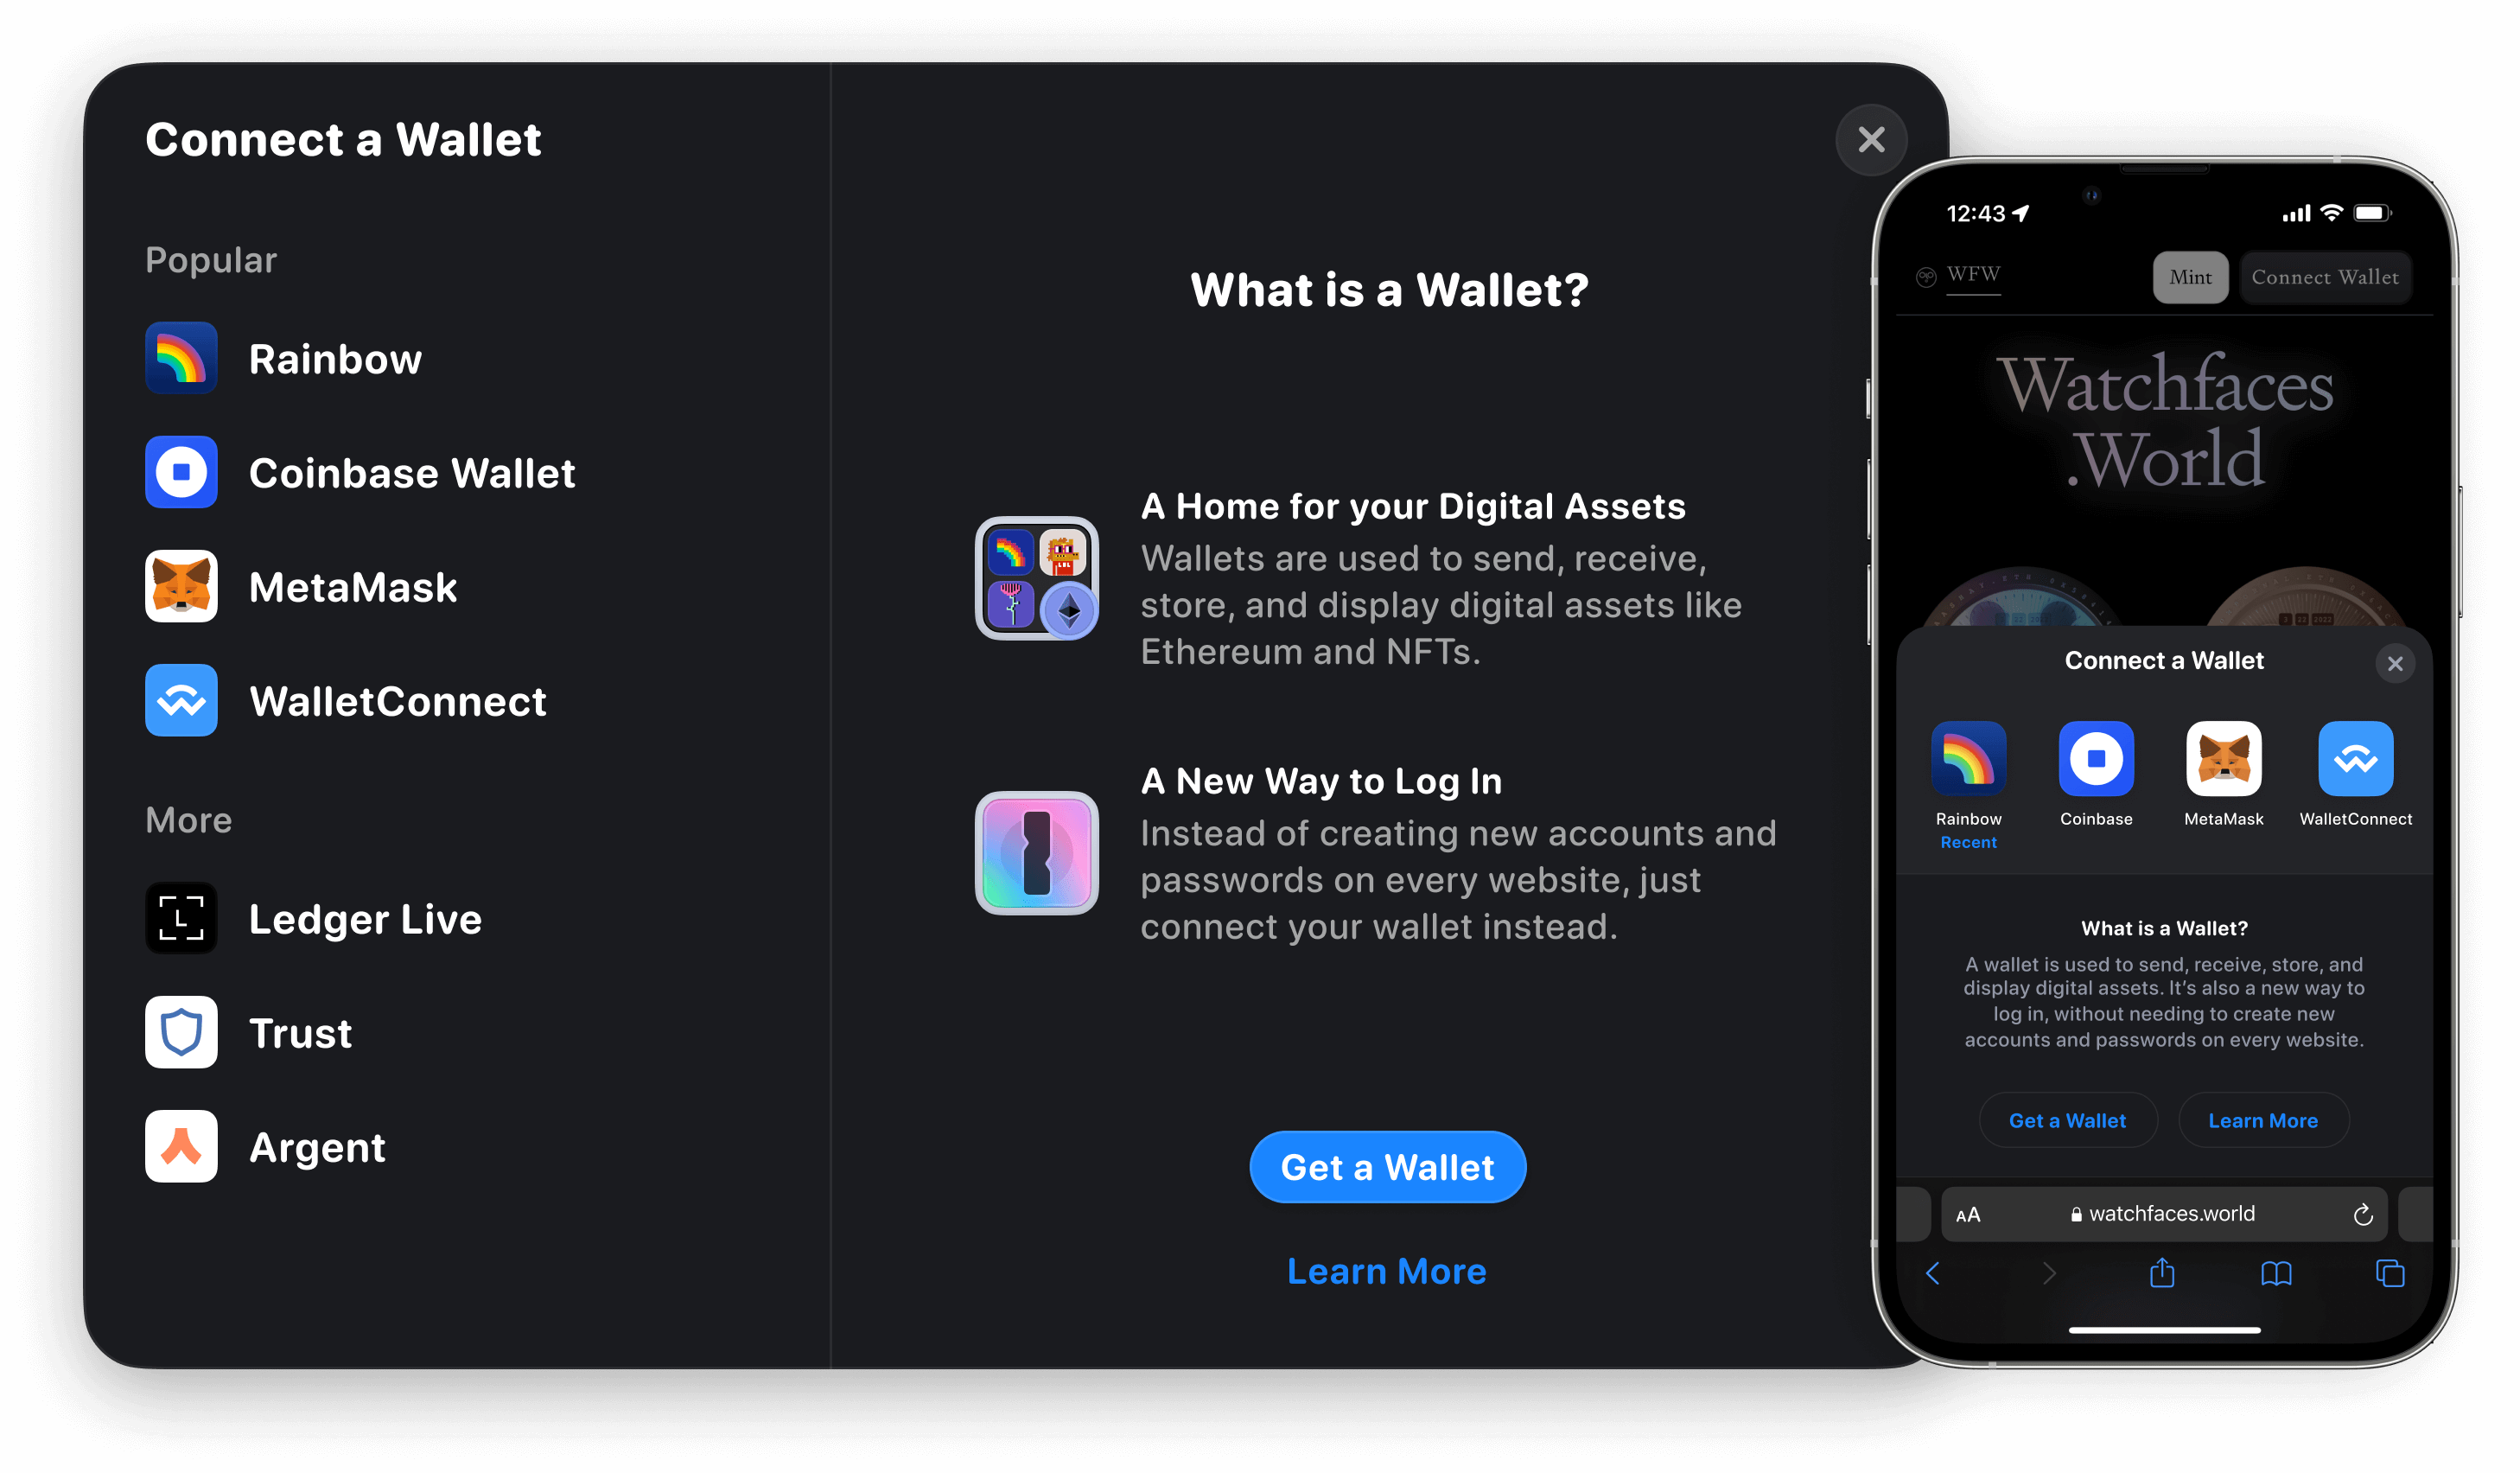 Connect a Wallet
Popular
Rainbow
Coinbase Wallet
MetaMask
WalletConnect
More
Ledger Live
Trust
Argent
What is a Wallet?
A Home for your Digital Assets
Wallets are used to send, receive,
store, and display digital assets like
Ethereum and NFTs.
A New Way to Log In
Instead of creating new accounts and
passwords on every website, just
connect your wallet instead.
Get a Wallet
Learn More
12:43
WFW
Mint
Connect Wallet
Watchfaces
.World
Connect a Wallet
Rainbow
Coinbase
MetaMask
WalletConnect
Recent
What is a Wallet?
A wallet is used to send, receive, store, and
display digital assets. It's also a new way to
log in, without needing to create new
accounts and passwords on every website.
Get a Wallet
Learn More
AA
watchfaces.world